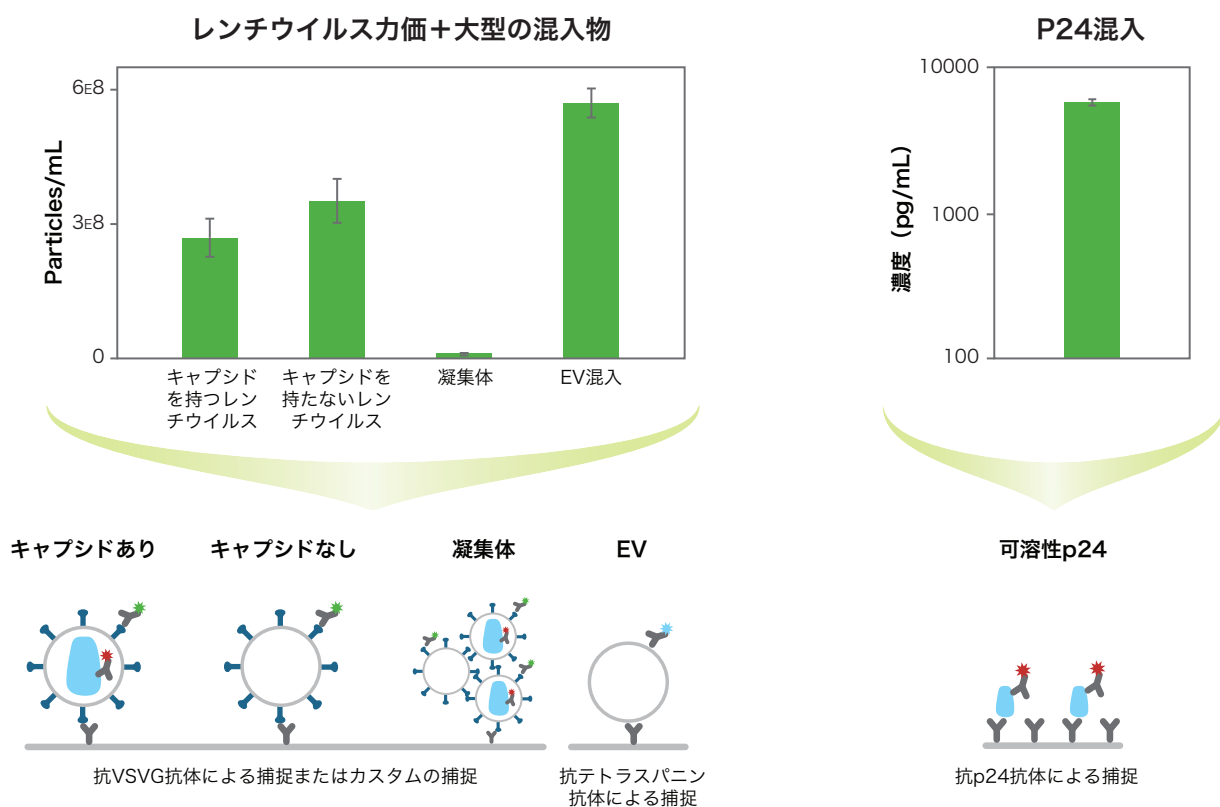 レンチウイルス力価＋大型の混入物
P24混入
Particles/mL
6E8
3E8
0
キャプシド
を持つレン
チウイルス
キャプシドを
持たないレン
チウイルス
凝集体
EV混入
濃度（pg/mL）
10000
1000
100
キャプシドあり
キャプシドなし
凝集体
EV
可溶性p24
抗VSVG抗体による捕捉またはカスタムの捕捉
抗テトラスパニン
抗体による捕捉
抗p24抗体による捕捉